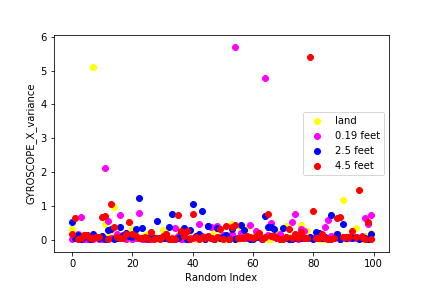 6
5
4
3
2
1
0
GYROSCOPE_X_variance
land
0.19 feet
2.5 feet
4.5 feet
0 20 40 60 80 100
Random Index